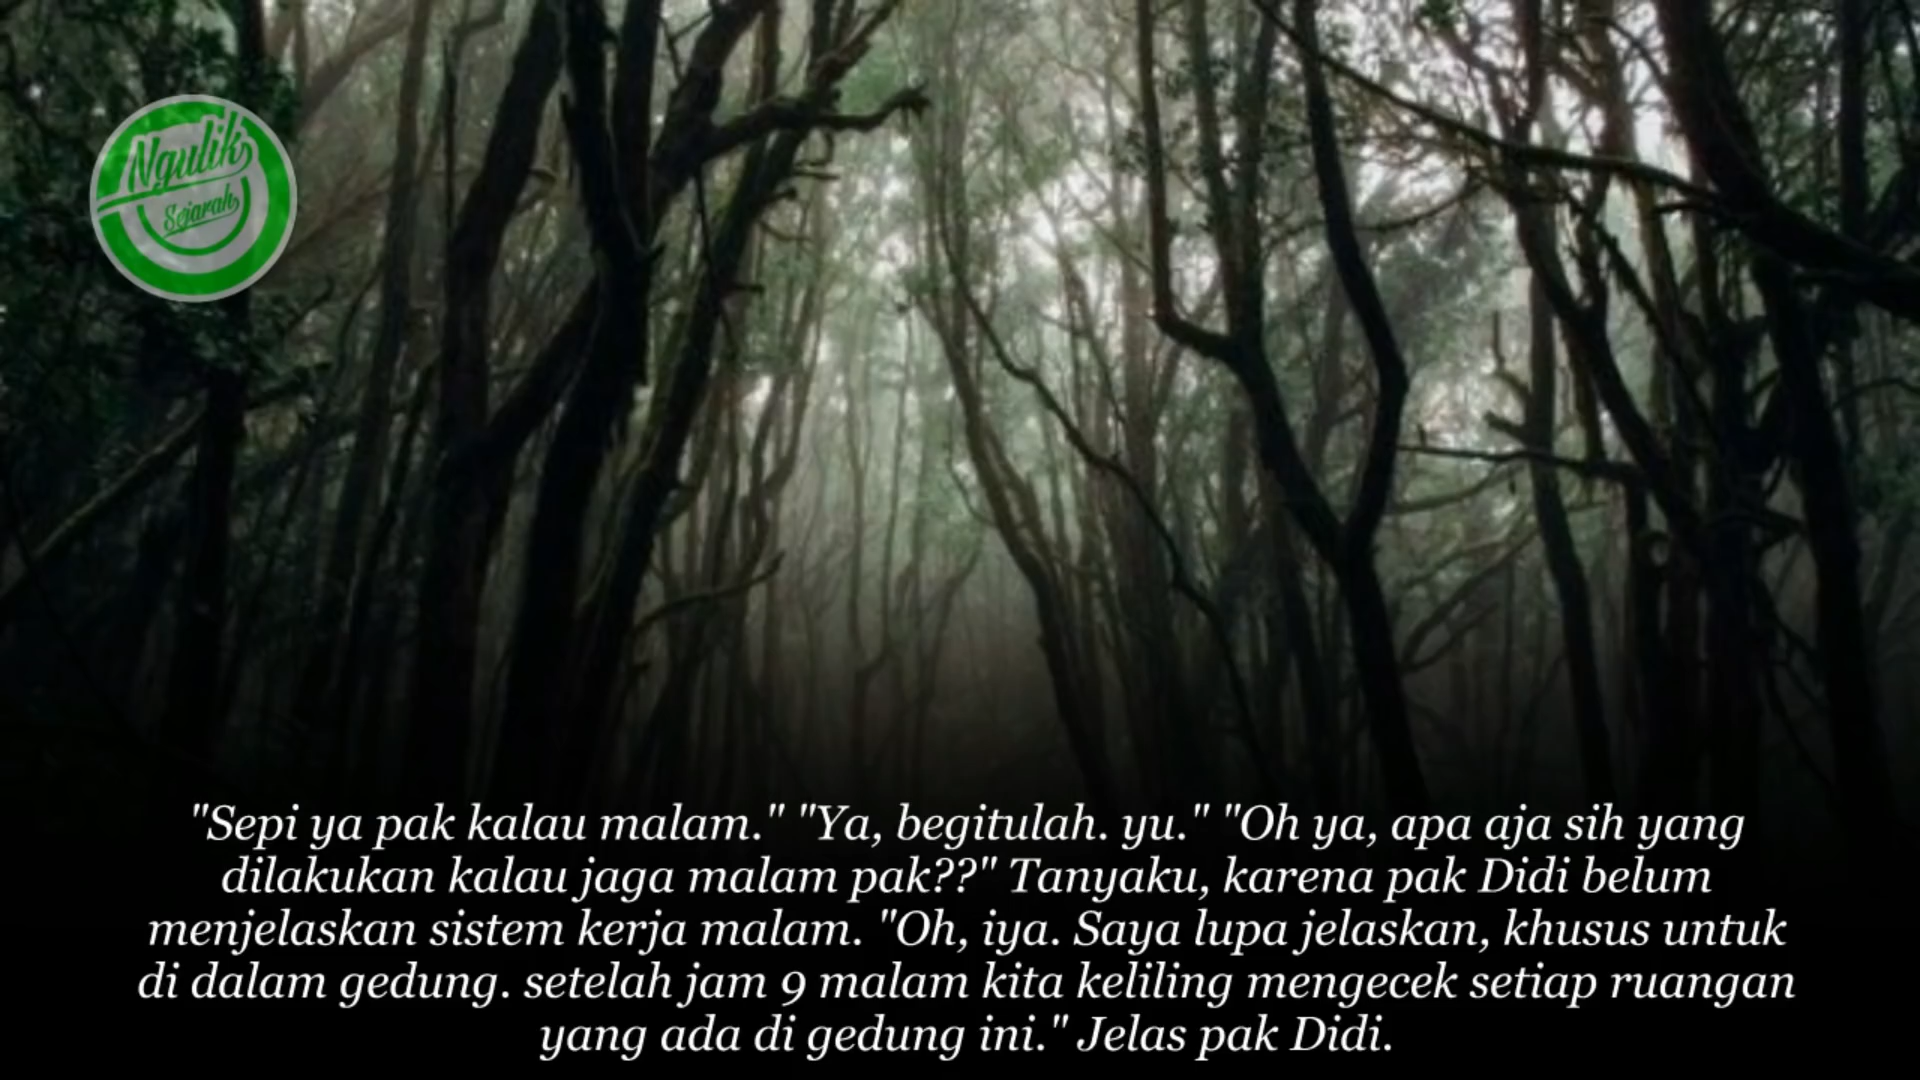 Ngulik
Sejarah
"Sepi ya pak kalau malam." "Ya, begitulah. yu." "Oh ya, apa aja sih yang
dilakukan kalau jaga malam pak??" Tanyaku, karena pak Didi belum
menjelaskan sistem kerja malam. "Oh, iya. Saya lupa jelaskan, khusus untuk
di dalam gedung. setelah jam 9 malam kita keliling mengecek setiap ruangan
yang ada di gedung ini." Jelas pak Didi.